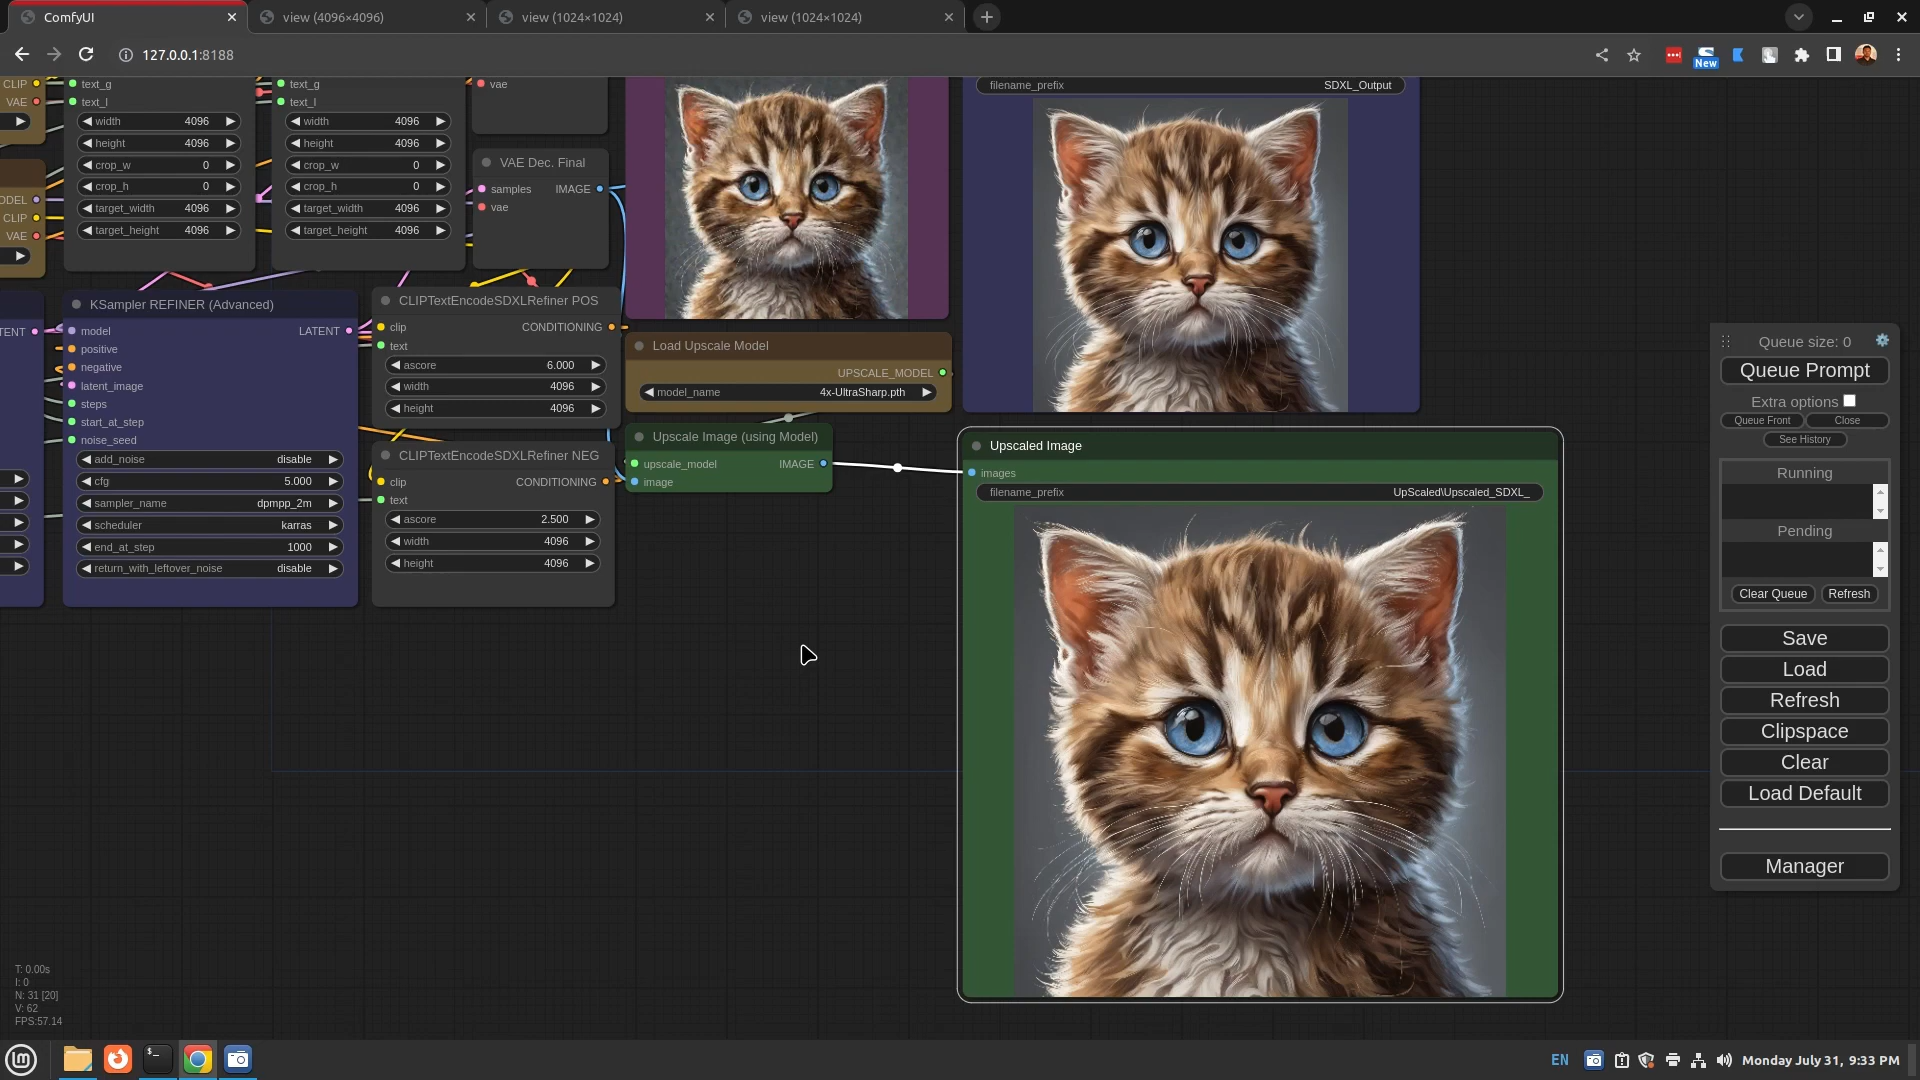 ComfyUI
view (4096×4096)
view (1024×1024)
view (1024×1024)
127.0.0.1:8188
New
CLIP
VAE
text_g
text_l
width 4096
height 4096
crop_w 0
crop_h 0
target_width 4096
target_height 4096
text_g
text_l
width 4096
height 4096
crop_w 0
crop_h 0
target_width 4096
target_height 4096
vae
VAE Dec. Final
samples IMAGE
vae
filename_prefix SDXL_Output
ODEL
CLIP
VAE
TENT
KSampler REFINER (Advanced)
model LATENT
positive
negative
latent_image
steps
start_at_step
noise_seed
add_noise disable
cfg 5.000
sampler_name dpmpp_2m
scheduler karras
end_at_step 1000
return_with_leftover_noise disable
CLIPTextEncodeSDXLRefiner POS
clip CONDITIONING
text
ascore 6.000
width 4096
height 4096
CLIPTextEncodeSDXLRefiner NEG
clip CONDITIONING
text
ascore 2.500
width 4096
height 4096
Load Upscale Model
UPSCALE_MODEL
model_name 4x-UltraSharp.pth
Upscale Image (using Model)
upscale_model IMAGE
image
Upscaled Image
images
filename_prefix UpScaled\Upscaled_SDXL_
Queue size: 0
Queue Prompt
Extra options
Queue Front Close
See History
Running
Pending
Clear Queue Refresh
Save
Load
Refresh
Clipspace
Clear
Load Default
Manager
T: 0.00s
I: 0
N: 31 [20]
V: 62
FPS:57.14
EN
Monday July 31, 9:33 PM